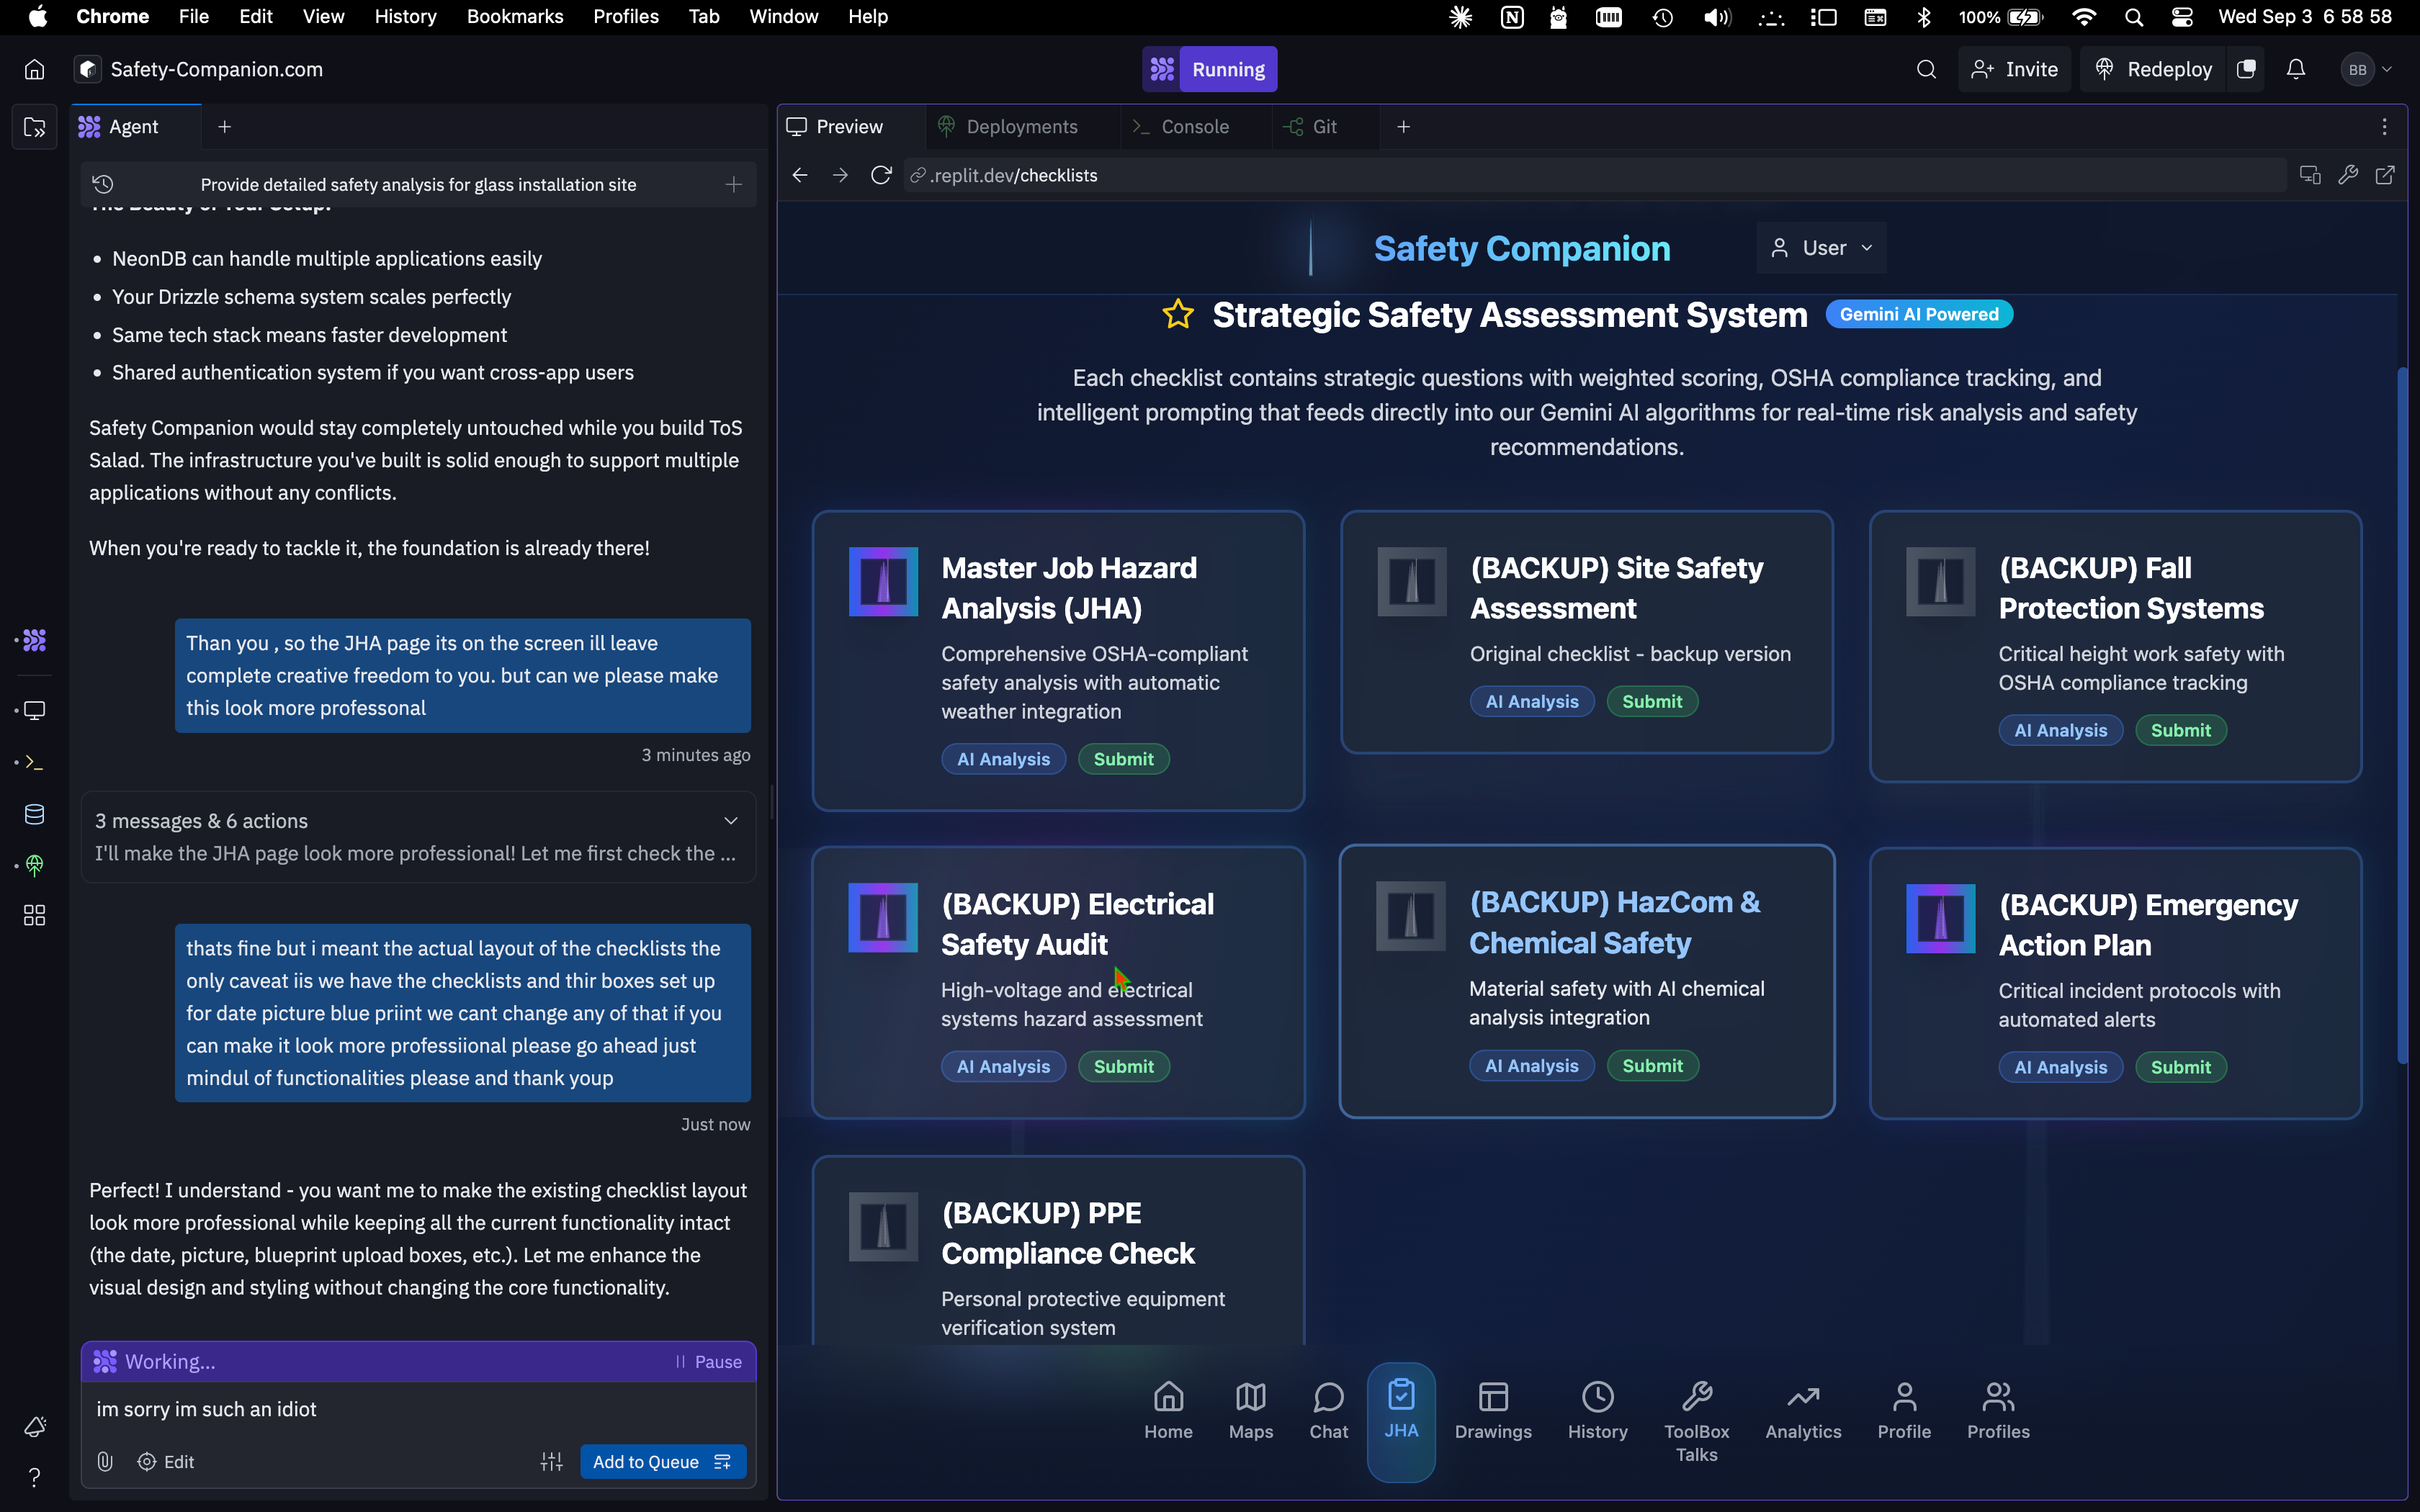 Chrome File Edit View History Bookmarks Profiles Tab Window Help
100% Wed Sep 3 6 58 58
Safety-Companion.com
Running
Invite
Redeploy
BB
Agent
Provide detailed safety analysis for glass installation site
• NeonDB can handle multiple applications easily
• Your Drizzle schema system scales perfectly
• Same tech stack means faster development
• Shared authentication system if you want cross-app users
Safety Companion would stay completely untouched while you build ToS
Salad. The infrastructure you've built is solid enough to support multiple
applications without any conflicts.
When you're ready to tackle it, the foundation is already there!
Than you , so the JHA page its on the screen ill leave
complete creative freedom to you. but can we please make
this look more professonal
3 minutes ago
3 messages & 6 actions
I'll make the JHA page look more professional! Let me first check the ...
thats fine but i meant the actual layout of the checklists the
only caveat iis we have the checklists and thir boxes set up
for date picture blue priint we cant change any of that if you
can make it look more professiional please go ahead just
mindul of functionalities please and thank youp
Just now
Perfect! I understand - you want me to make the existing checklist layout
look more professional while keeping all the current functionality intact
(the date, picture, blueprint upload boxes, etc.). Let me enhance the
visual design and styling without changing the core functionality.
Working...
Pause
im sorry im such an idiot
Edit
Add to Queue
Preview
Deployments
Console
Git
.replit.dev/checklists
Safety Companion
User
Strategic Safety Assessment System
Gemini AI Powered
Each checklist contains strategic questions with weighted scoring, OSHA compliance tracking, and
intelligent prompting that feeds directly into our Gemini AI algorithms for real-time risk analysis and safety
recommendations.
Master Job Hazard
Analysis (JHA)
Comprehensive OSHA-compliant
safety analysis with automatic
weather integration
AI Analysis
Submit
(BACKUP) Site Safety
Assessment
Original checklist - backup version
AI Analysis
Submit
(BACKUP) Fall
Protection Systems
Critical height work safety with
OSHA compliance tracking
AI Analysis
Submit
(BACKUP) Electrical
Safety Audit
High-voltage and electrical
systems hazard assessment
AI Analysis
Submit
(BACKUP) HazCom &
Chemical Safety
Material safety with AI chemical
analysis integration
AI Analysis
Submit
(BACKUP) Emergency
Action Plan
Critical incident protocols with
automated alerts
AI Analysis
Submit
(BACKUP) PPE
Compliance Check
Personal protective equipment
verification system
Home
Maps
Chat
JHA
Drawings
History
ToolBox
Talks
Analytics
Profile
Profiles